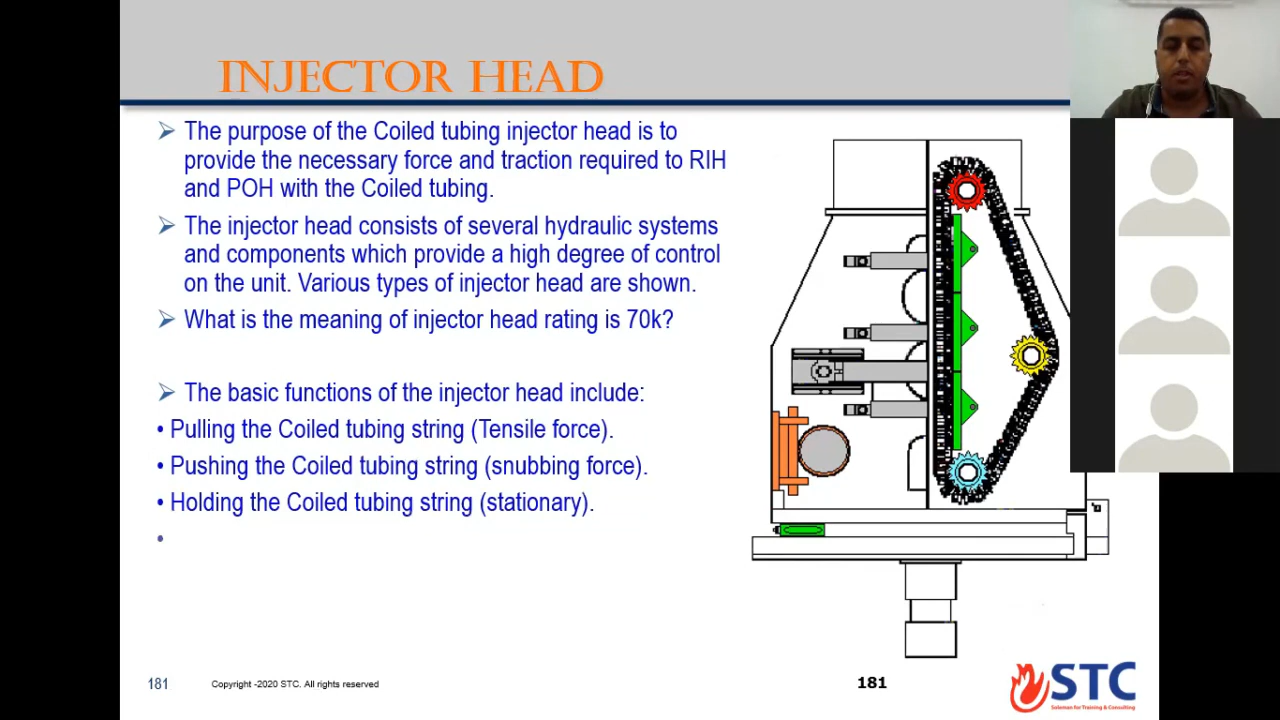 INJECTOR HEAD
The purpose of the Coiled tubing injector head is to
provide the necessary force and traction required to RIH
and POH with the Coiled tubing.
The injector head consists of several hydraulic systems
and components which provide a high degree of control
on the unit. Various types of injector head are shown.
What is the meaning of injector head rating is 70k?
The basic functions of the injector head include:
• Pulling the Coiled tubing string (Tensile force).
• Pushing the Coiled tubing string (snubbing force).
• Holding the Coiled tubing string (stationary).
•
181
Copyright -2020 STC. All rights reserved
181
STC
Soloman for Training & Consulting